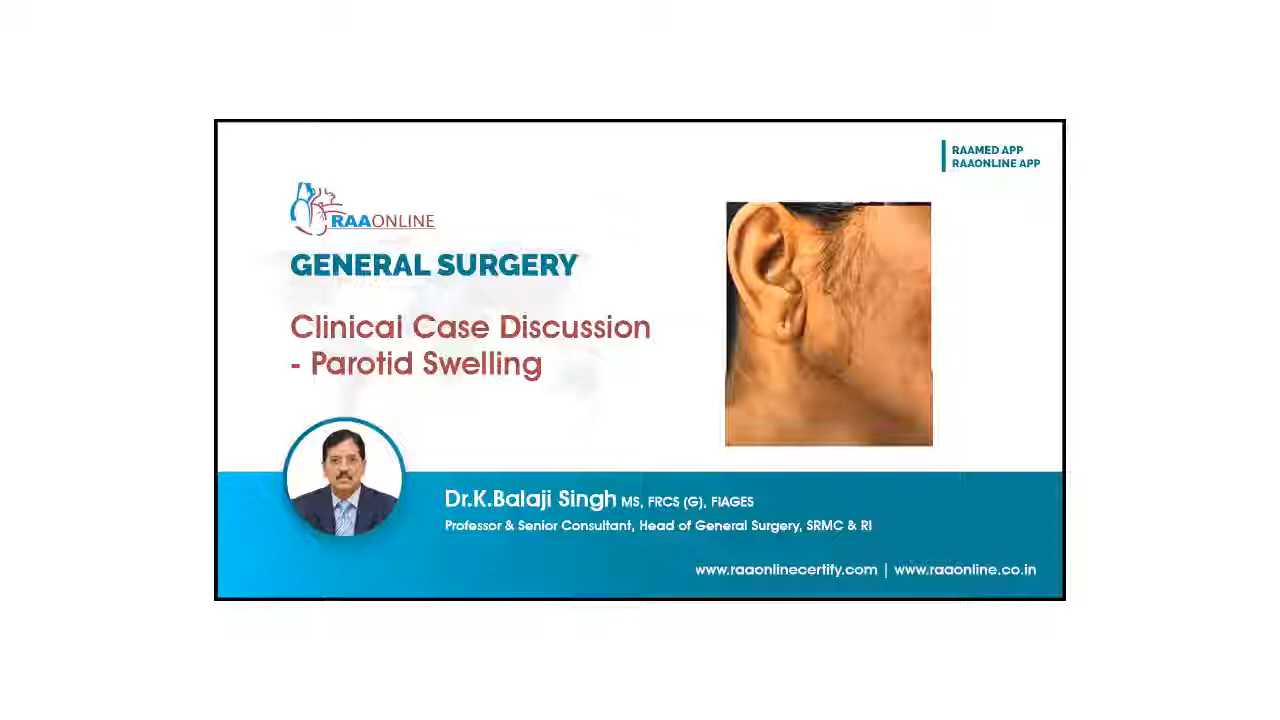 RAAMED APP
RAAONLINE APP
RAAONLINE
GENERAL SURGERY
Clinical Case Discussion
- Parotid Swelling
Dr.K.Balaji Singh MS, FRCS (G), FIAGES
Professor & Senior Consultant, Head of General Surgery, SRMC & RI
www.raaonlinecertify.com | www.raaonline.co.in